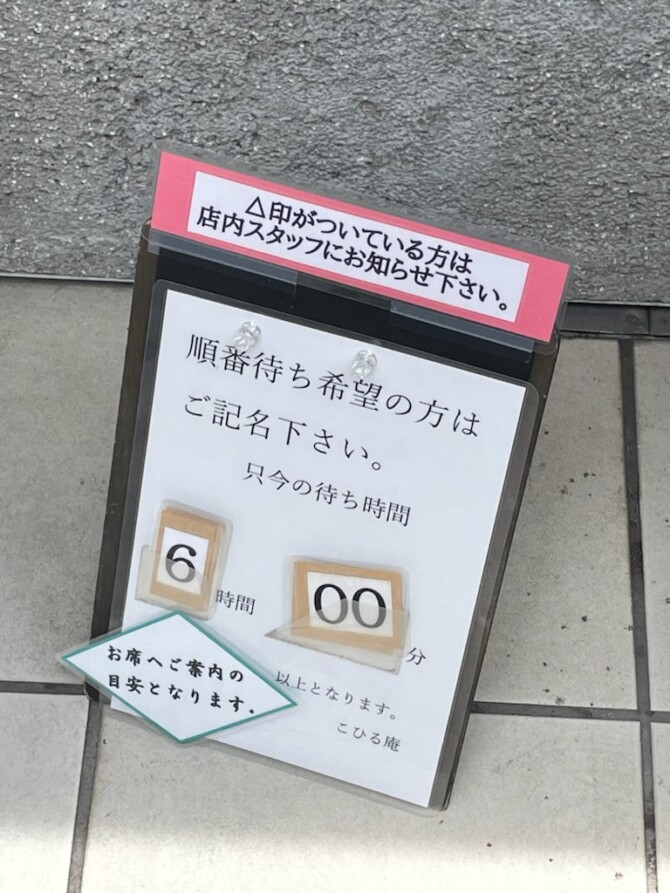 △印がついている方は
店内スタッフにお知らせ下さい。
順番待ち希望の方は
ご記名下さい。
只今の待ち時間
6時間 00分
以上となります。
お席へご案内の
目安となります。
こひる庵